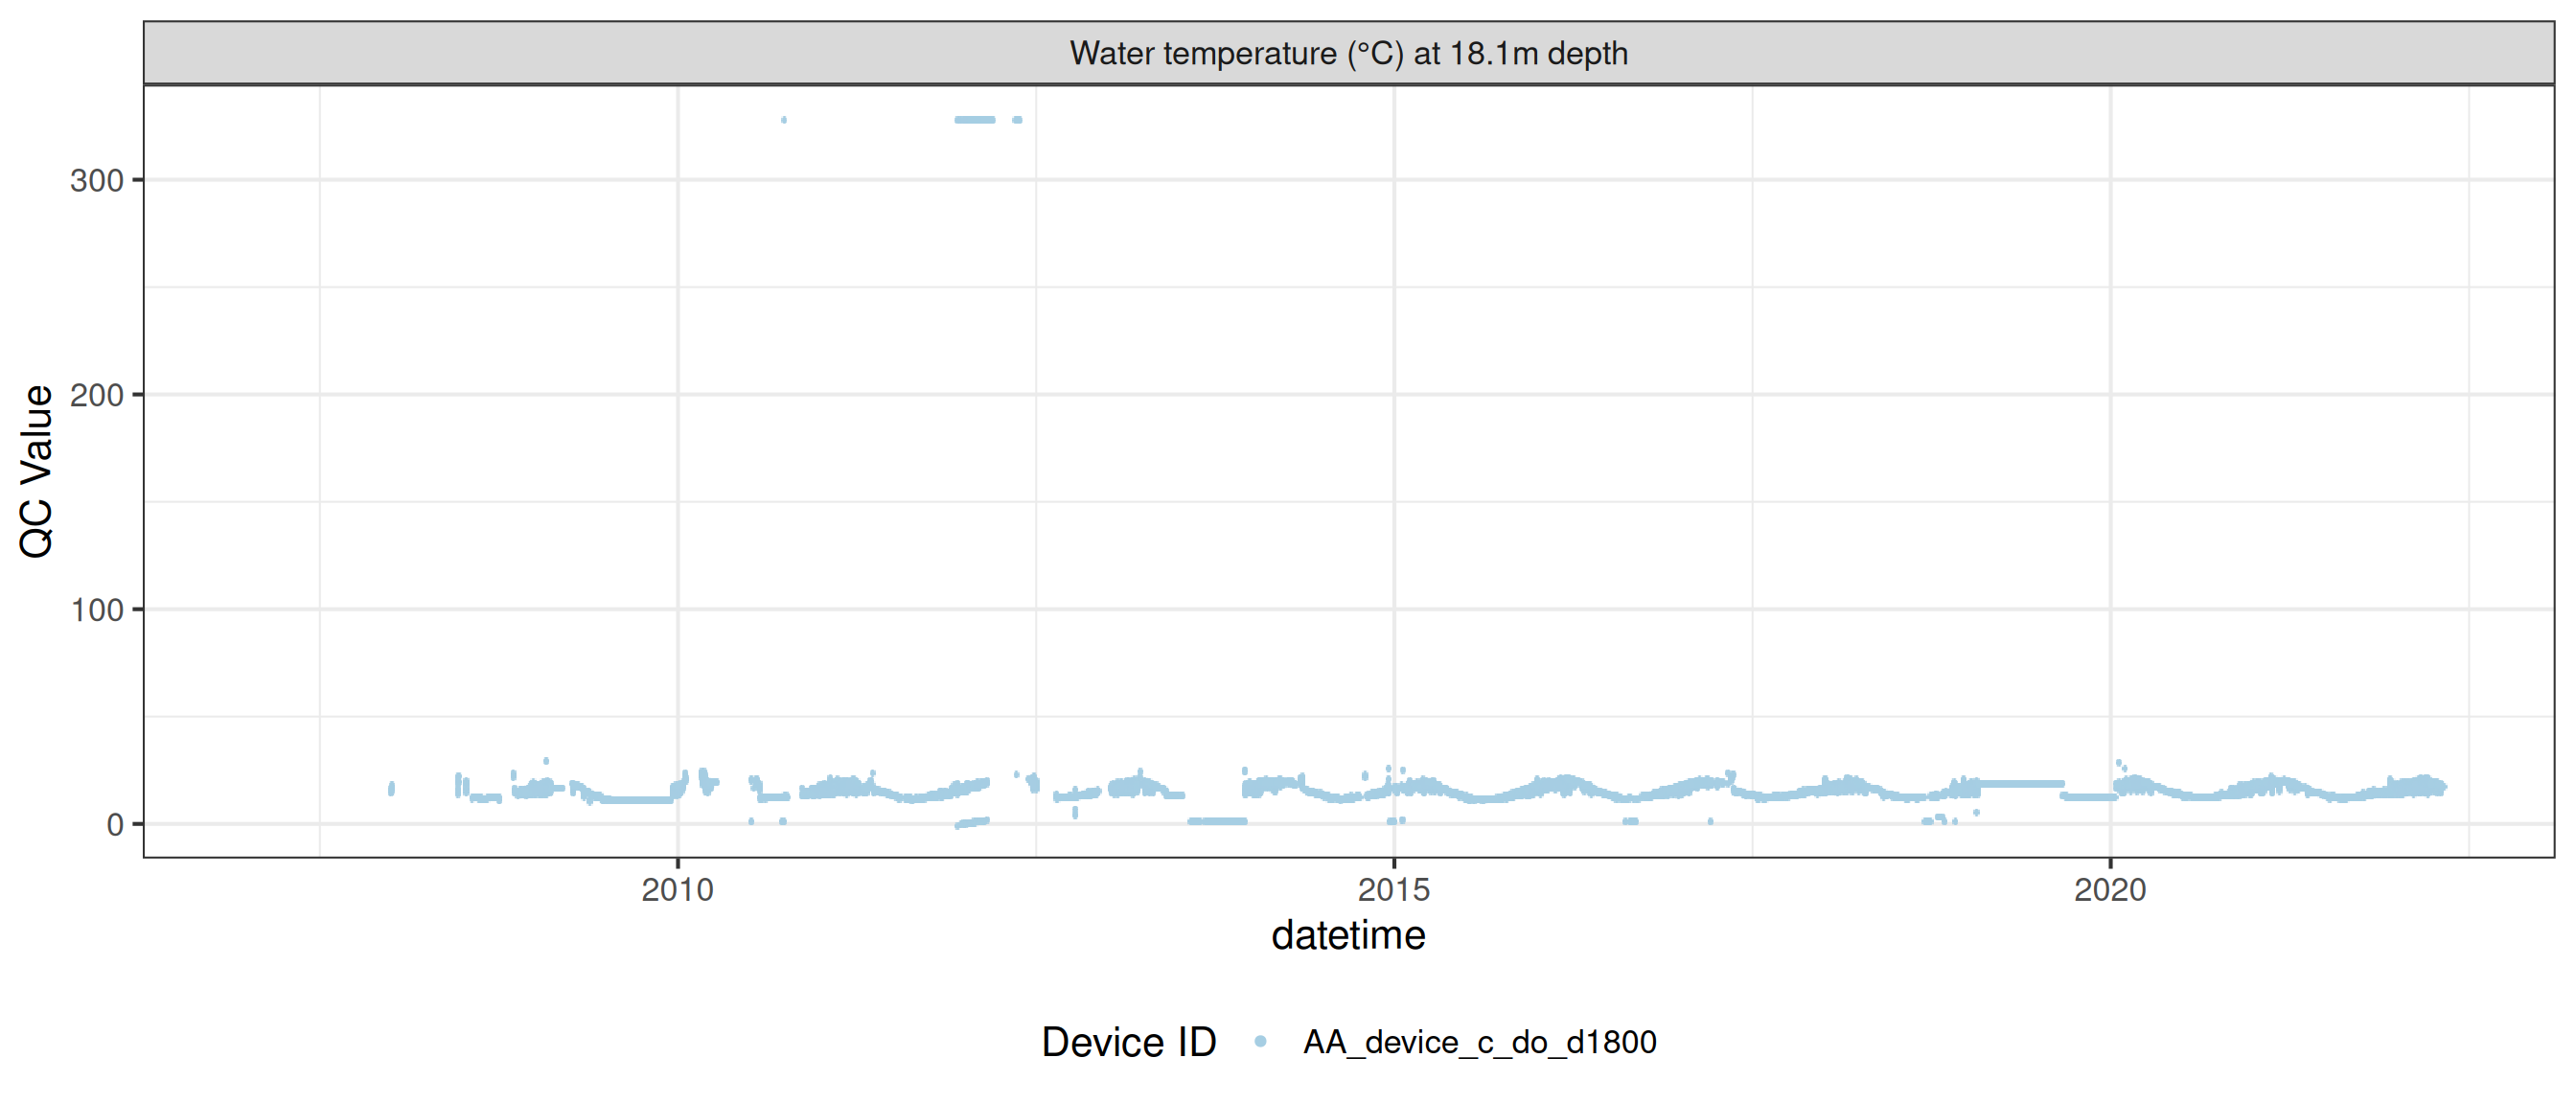 Water temperature (°C) at 18.1m depth
300
200
100
0
QC Value
2010 2015 2020
datetime
Device ID AA_device_c_do_d1800